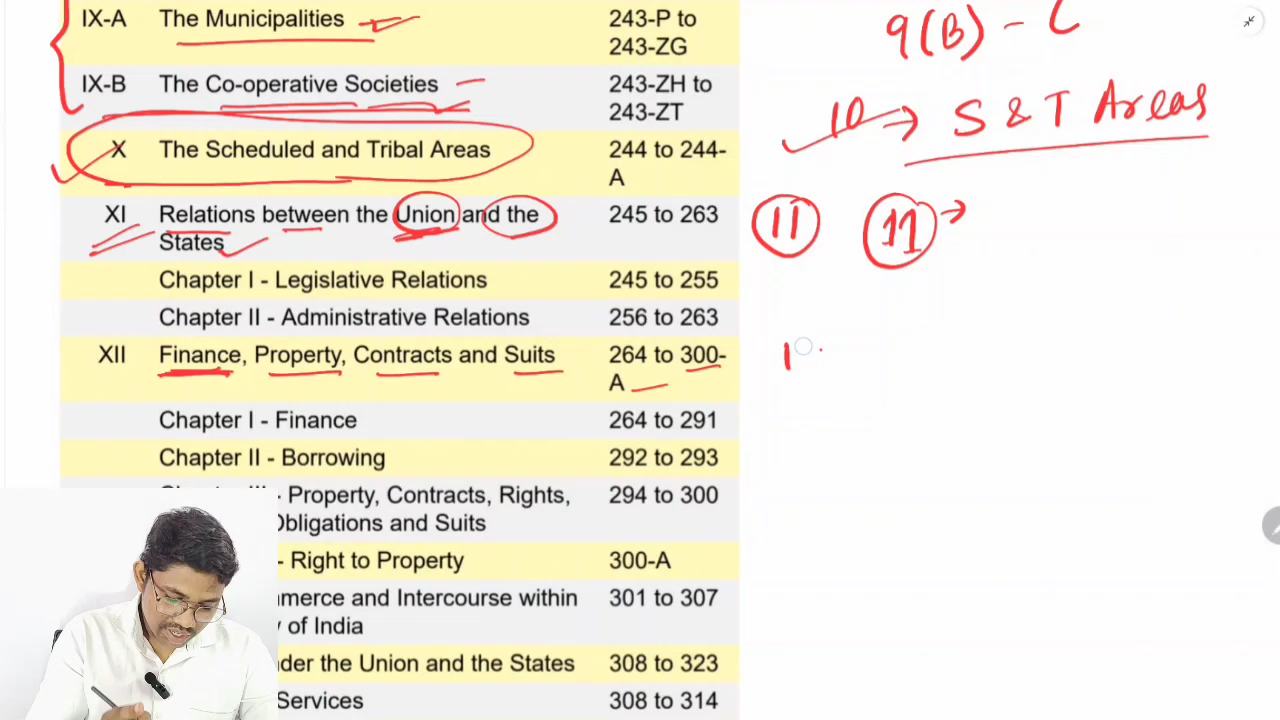 IX-A The Municipalities 243-P to 243-ZG
IX-B The Co-operative Societies 243-ZH to 243-ZT
X The Scheduled and Tribal Areas 244 to 244-A
XI Relations between the Union and the States 245 to 263
Chapter I - Legislative Relations 245 to 255
Chapter II - Administrative Relations 256 to 263
XII Finance, Property, Contracts and Suits 264 to 300-A
Chapter I - Finance 264 to 291
Chapter II - Borrowing 292 to 293
- Property, Contracts, Rights, Obligations and Suits 294 to 300
- Right to Property 300-A
and Intercourse within of India 301 to 307
the Union and the States 308 to 323
Services 308 to 314
9(B) - C
10 → S & T Areas
11 11 →
1